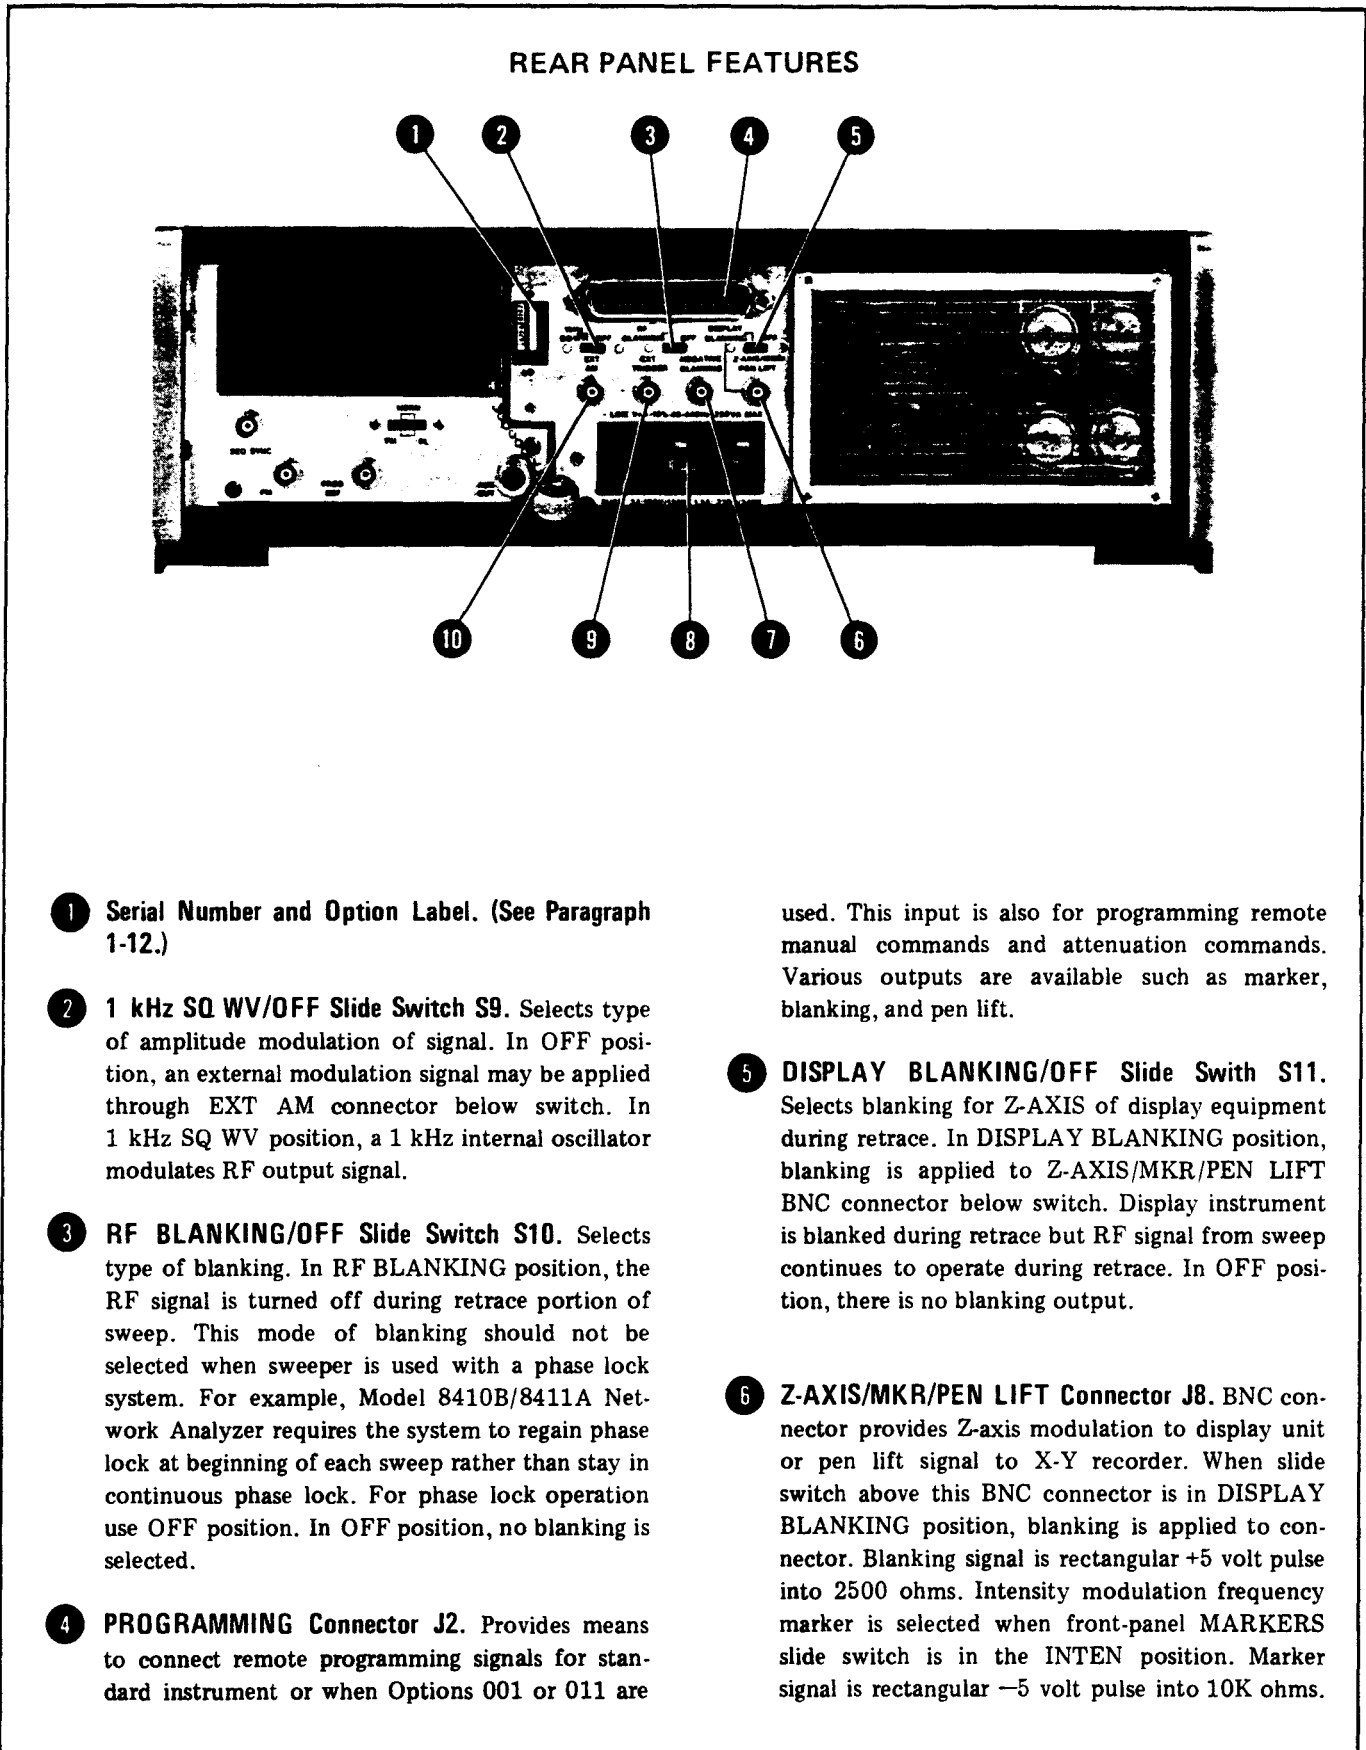 REAR PANEL FEATURES
1 2 3 4 5
OFF
BLANKING
OFF
DISPLAY
BLANKING
EXT
AM
EXT
TRIGGER
NEGATIVE
BLANKING
PEN LIFT
SEQ SYNC
FM
10 9 8 7 6
1 Serial Number and Option Label. (See Paragraph
1-12.)
2 1 kHz SQ WV/OFF Slide Switch S9. Selects type
of amplitude modulation of signal. In OFF posi-
tion, an external modulation signal may be applied
through EXT AM connector below switch. In
1 kHz SQ WV position, a 1 kHz internal oscillator
modulates RF output signal.
3 RF BLANKING/OFF Slide Switch S10. Selects
type of blanking. In RF BLANKING position, the
RF signal is turned off during retrace portion of
sweep. This mode of blanking should not be
selected when sweeper is used with a phase lock
system. For example, Model 8410B/8411A Net-
work Analyzer requires the system to regain phase
lock at beginning of each sweep rather than stay in
continuous phase lock. For phase lock operation
use OFF position. In OFF position, no blanking is
selected.
4 PROGRAMMING Connector J2. Provides means
to connect remote programming signals for stan-
dard instrument or when Options 001 or 011 are
used. This input is also for programming remote
manual commands and attenuation commands.
Various outputs are available such as marker,
blanking, and pen lift.
5 DISPLAY BLANKING/OFF Slide Swith S11.
Selects blanking for Z-AXIS of display equipment
during retrace. In DISPLAY BLANKING position,
blanking is applied to Z-AXIS/MKR/PEN LIFT
BNC connector below switch. Display instrument
is blanked during retrace but RF signal from sweep
continues to operate during retrace. In OFF posi-
tion, there is no blanking output.
6 Z-AXIS/MKR/PEN LIFT Connector J8. BNC con-
nector provides Z-axis modulation to display unit
or pen lift signal to X-Y recorder. When slide
switch above this BNC connector is in DISPLAY
BLANKING position, blanking is applied to con-
nector. Blanking signal is rectangular +5 volt pulse
into 2500 ohms. Intensity modulation frequency
marker is selected when front-panel MARKERS
slide switch is in the INTEN position. Marker
signal is rectangular —5 volt pulse into 10K ohms.